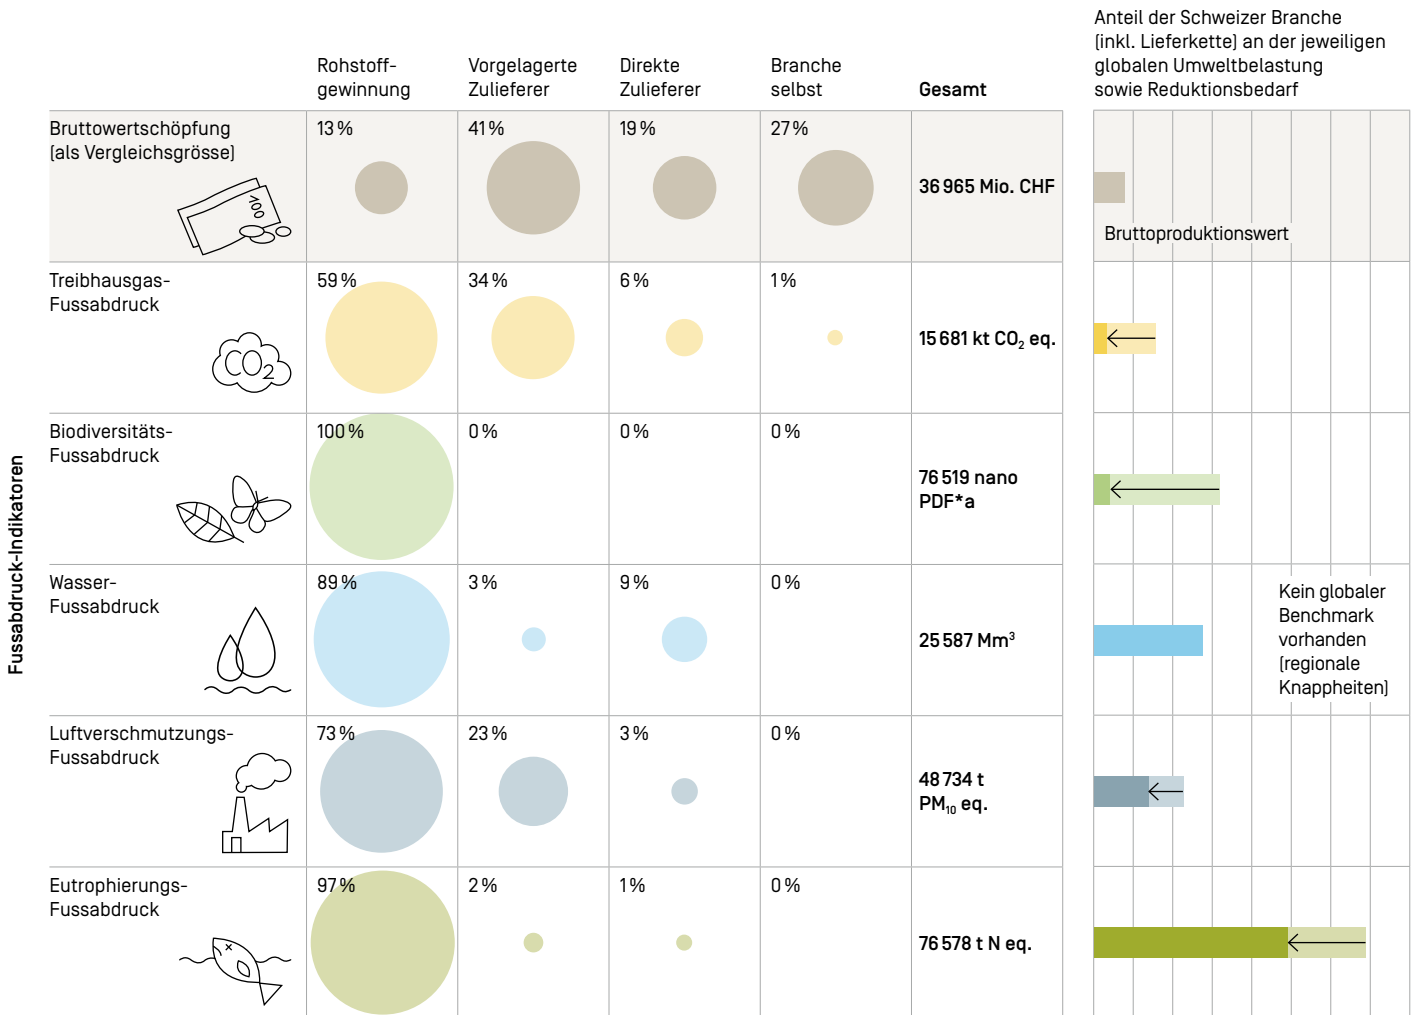 Anteil der Schweizer Branche
(inkl. Lieferkette) an der jeweiligen
globalen Umweltbelastung
sowie Reduktionsbedarf
Rohstoff-
gewinnung
Vorgelagerte
Zulieferer
Direkte
Zulieferer
Branche
selbst
Gesamt
Fussabdruck-Indikatoren
Bruttowertschöpfung
(als Vergleichsgrösse)
100
13 %
41 %
19 %
27 %
36 965 Mio. CHF
Bruttoproduktionswert
Treibhausgas-
Fussabdruck
CO2
59 %
34 %
6 %
1 %
15 681 kt CO₂ eq.
Biodiversitäts-
Fussabdruck
100 %
0 %
0 %
0 %
76 519 nano
PDF*a
Wasser-
Fussabdruck
89 %
3 %
9 %
0 %
25 587 Mm³
Kein globaler
Benchmark
vorhanden
(regionale
Knappheiten)
Luftverschmutzungs-
Fussabdruck
73 %
23 %
3 %
0 %
48 734 t
PM₁₀ eq.
Eutrophierungs-
Fussabdruck
97 %
2 %
1 %
0 %
76 578 t N eq.